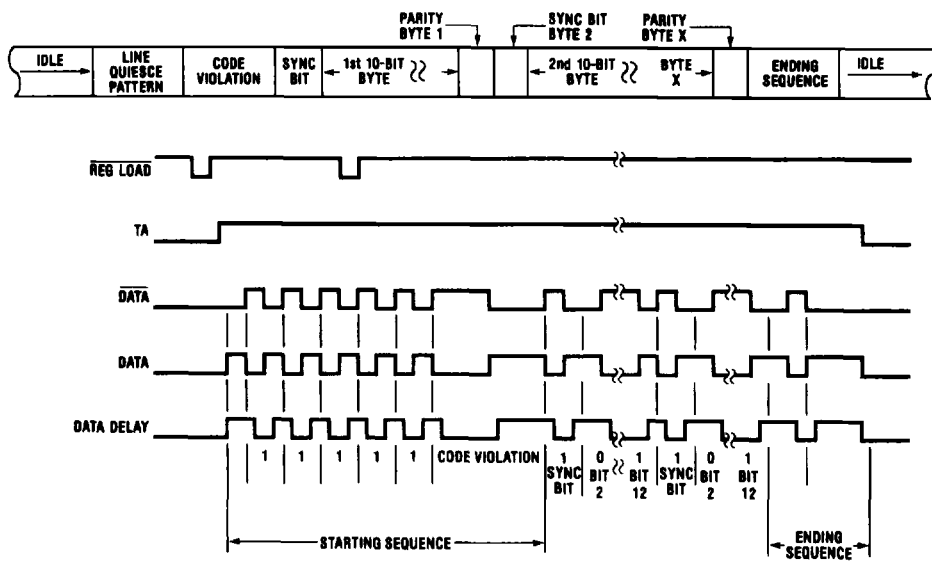 PARITY
BYTE 1
SYNC BIT
BYTE 2
PARITY
BYTE X
IDLE
LINE
QUIESCE
PATTERN
CODE
VIOLATION
SYNC
BIT
1st 10-BIT
BYTE
2nd 10-BIT
BYTE
BYTE
X
ENDING
SEQUENCE
IDLE
REG LOAD
TA
DATA
DATA
DATA DELAY
1 1 1 1 1 CODE VIOLATION 1 0 1 1 0 1
SYNC BIT
BIT 2
BIT 12
SYNC BIT
BIT 2
BIT 12
STARTING SEQUENCE
ENDING
SEQUENCE